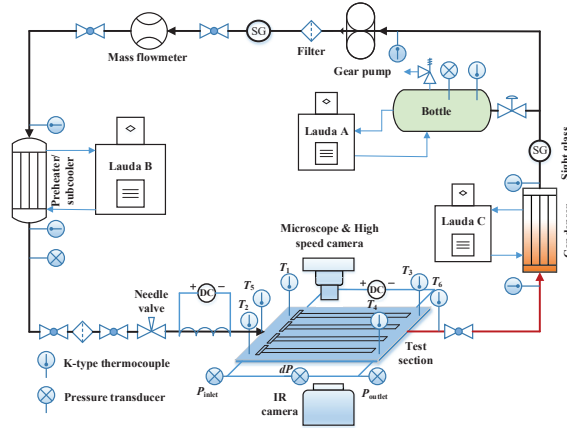 SG
Mass flowmeter
Filter
Gear pump
Bottle
Lauda A
SG
Sight glass
Preheater/
subcooler
Lauda B
Lauda C
Condenser
Microscope & High
speed camera
+ DC −
T1
T3
T5
T6
T2
T4
Needle
valve
+ DC −
Test
section
K-type thermocouple
Pinlet
dP
Poutlet
IR
camera
Pressure transducer